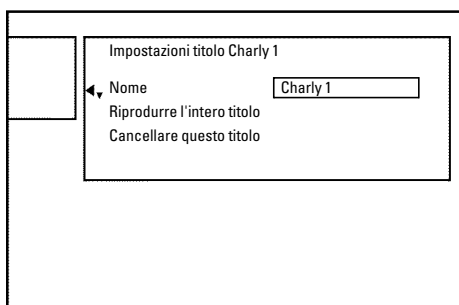 Impostazioni titolo Charly 1
Nome Charly 1
Riprodurre l'intero titolo
Cancellare questo titolo